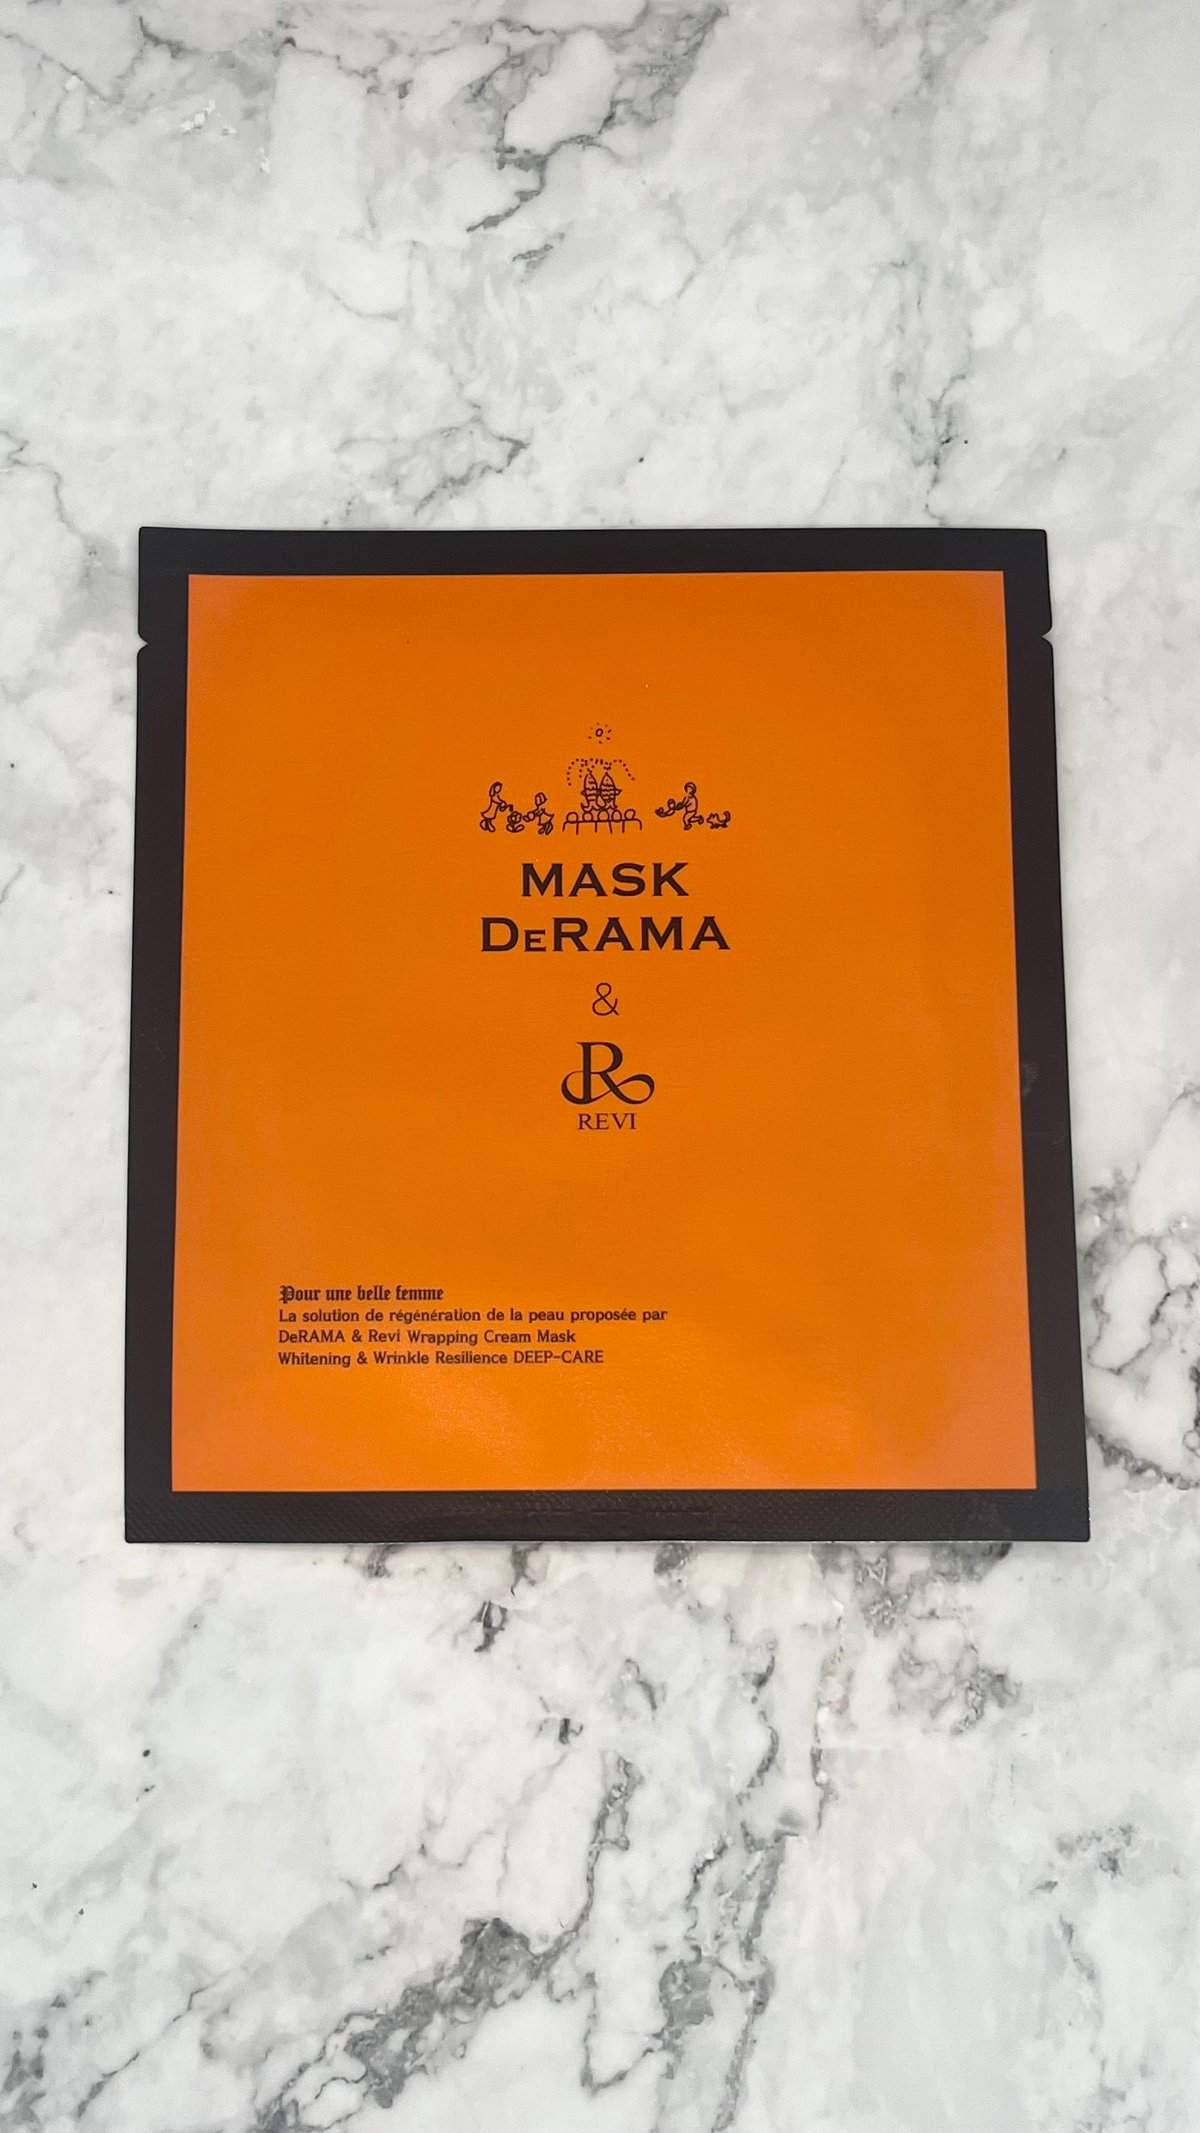 MASK
DeRAMA
&
R
REVI
Pour une belle femme
La solution de régénération de la peau proposée par
DeRAMA & Revi Wrapping Cream Mask
Whitening & Wrinkle Resilience DEEP-CARE